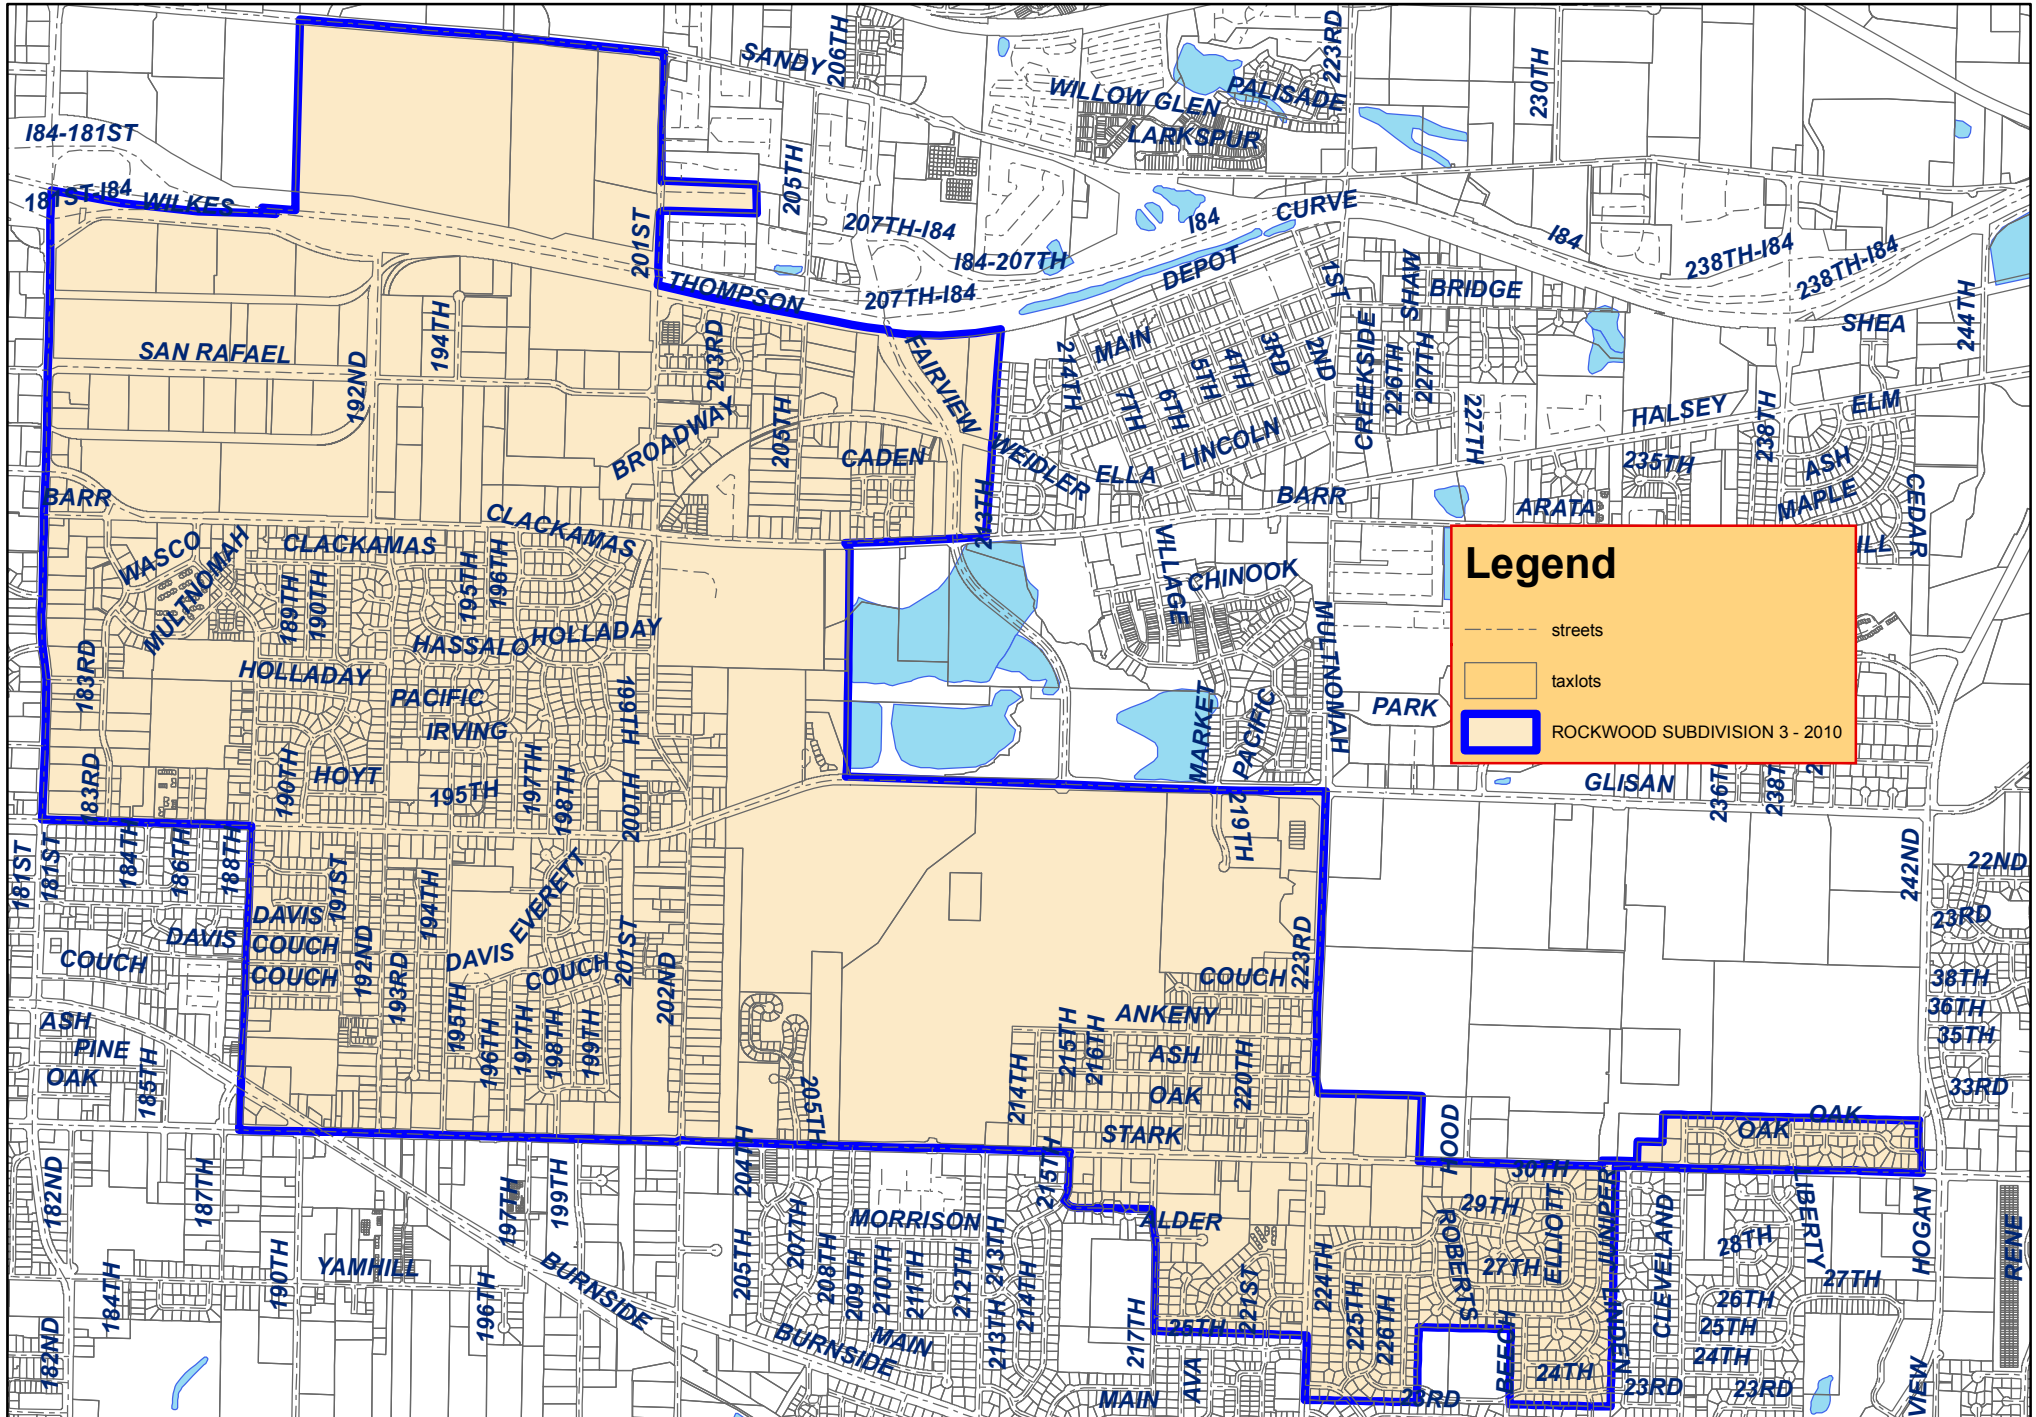 SANDY
206TH
WILLOW GLEN
PALISADE
LARKSPUR
223RD
230TH
I84-181ST
181ST-I84
WILKES
205TH
201ST
207TH-I84
I84-207TH
207TH-I84
I84
CURVE
DEPOT
I84
238TH-I84
238TH-I84
THOMPSON
1ST
SHAW
BRIDGE
SHEA
244TH
SAN RAFAEL
192ND
194TH
203RD
FAIRVIEW
214TH
MAIN
7TH
6TH
5TH
4TH
3RD
2ND
CREEKSIDE
226TH
227TH
227TH
HALSEY
238TH
ELM
BROADWAY
205TH
CADEN
WEIDLER
ELLA
LINCOLN
235TH
ASH
MAPLE
CEDAR
BARR
213TH
BARR
ARATA
CLACKAMAS
CLACKAMAS
WASCO
MULTNOMAH
189TH
190TH
195TH
196TH
VILLAGE
CHINOOK
ILL
Legend
streets
taxlots
ROCKWOOD SUBDIVISION 3 - 2010
HASSALO
HOLLADAY
HOLLADAY
183RD
PACIFIC
IRVING
199TH
MARKET
PACIFIC
MULTNOMAH
PARK
183RD
190TH
HOYT
195TH
197TH
198TH
200TH
219TH
GLISAN
236TH
238T
2
181ST
181ST
184TH
186TH
188TH
191ST
EVERETT
242ND
22ND
DAVIS
DAVIS
COUCH
COUCH
COUCH
192ND
194TH
193RD
DAVIS
COUCH
201ST
202ND
223RD
COUCH
23RD
38TH
36TH
35TH
33RD
ASH
PINE
OAK
185TH
195TH
196TH
197TH
198TH
199TH
205TH
214TH
215TH
216TH
ANKENY
ASH
OAK
220TH
STARK
HOOD
OAK
OAK
182ND
187TH
197TH
199TH
204TH
207TH
215TH
30TH
29TH
ELLIOTT
JUNIPER
LIBERTY
HOGAN
MORRISON
ALDER
ROBERTS
27TH
CLEVELAND
28TH
27TH
RENE
184TH
190TH
YAMHILL
196TH
BURNSIDE
205TH
208TH
209TH
210TH
211TH
212TH
213TH
213TH
214TH
217TH
221ST
224TH
225TH
226TH
25TH
26TH
25TH
24TH
LINDEN
182ND
BURNSIDE
MAIN
MAIN
AVA
23RD
BEECH
24TH
23RD
23RD
VIEW